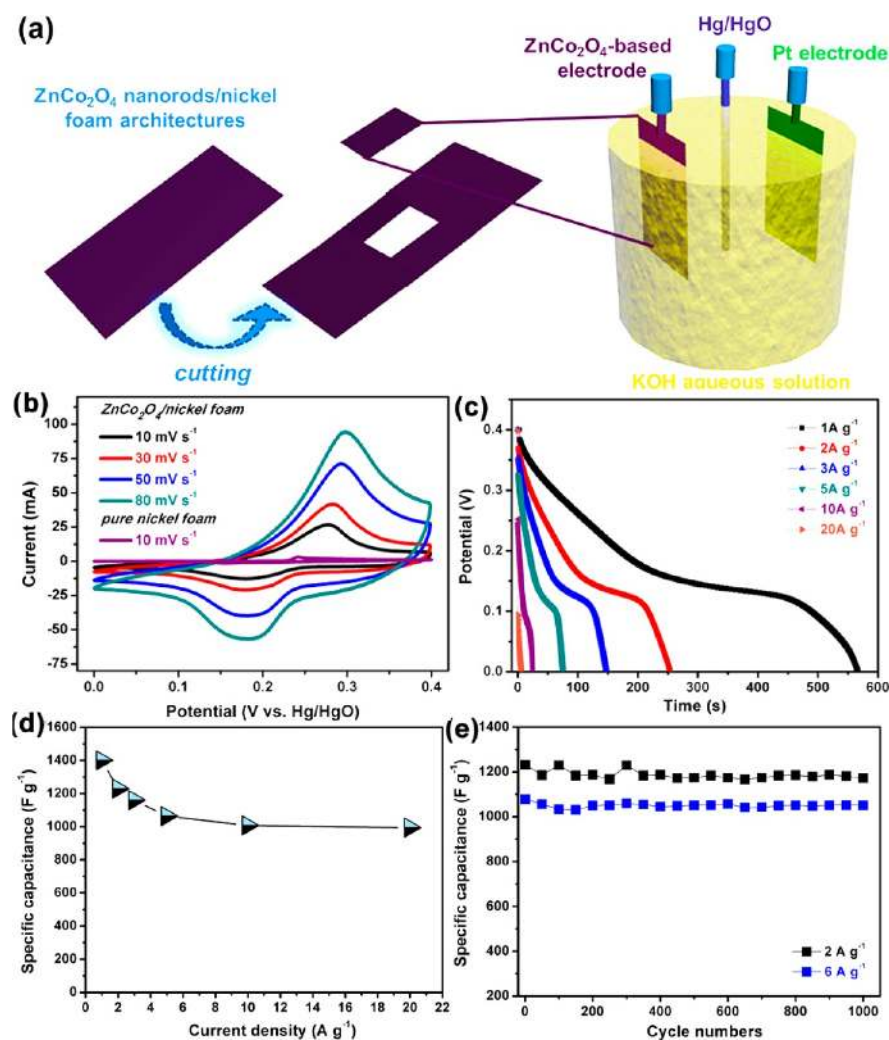 (a)
ZnCo₂O₄ nanorods/nickel
foam architectures
cutting
ZnCo₂O₄-based
electrode
Hg/HgO
Pt electrode
KOH aqueous solution
(b)
ZnCo₂O₄/nickel foam
10 mV s⁻¹
30 mV s⁻¹
50 mV s⁻¹
80 mV s⁻¹
pure nickel foam
10 mV s⁻¹
Current (mA)
100
75
50
25
0
-25
-50
-75
0.0 0.1 0.2 0.3 0.4
Potential (V vs. Hg/HgO)
(c)
1A g⁻¹
2A g⁻¹
3A g⁻¹
5A g⁻¹
10A g⁻¹
20A g⁻¹
Potential (V)
0.4
0.3
0.2
0.1
0.0
0 100 200 300 400 500 600
Time (s)
(d)
Specific capacitance (F g⁻¹)
1600
1400
1200
1000
800
600
400
200
0
0 2 4 6 8 10 12 14 16 18 20 22
Current density (A g⁻¹)
(e)
Specific capacitance (F g⁻¹)
1400
1200
1000
800
600
400
200
2 A g⁻¹
6 A g⁻¹
0 200 400 600 800 1000
Cycle numbers